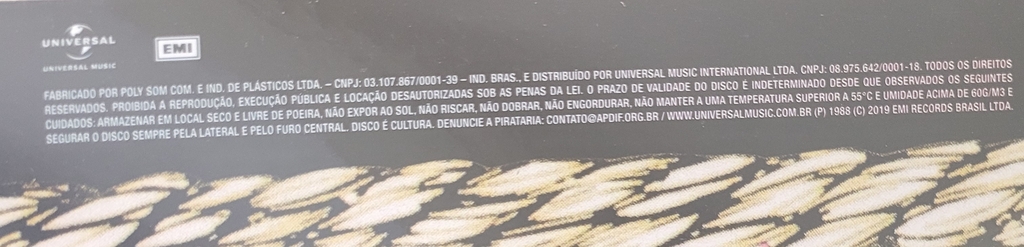 UNIVERSAL
UNIVERSAL MUSIC
EMI
FABRICADO POR POLY SOM COM. E IND. DE PLÁSTICOS LTDA. – CNPJ: 03.107.867/0001-39 – IND. BRAS., E DISTRIBUÍDO POR UNIVERSAL MUSIC INTERNATIONAL LTDA. CNPJ: 08.975.642/0001-18. TODOS OS DIREITOS
RESERVADOS. PROIBIDA A REPRODUÇÃO, EXECUÇÃO PÚBLICA E LOCAÇÃO DESAUTORIZADAS SOB AS PENAS DA LEI. O PRAZO DE VALIDADE DO DISCO É INDETERMINADO DESDE QUE OBSERVADOS OS SEGUINTES
CUIDADOS: ARMAZENAR EM LOCAL SECO E LIVRE DE POEIRA, NÃO EXPOR AO SOL, NÃO RISCAR, NÃO DOBRAR, NÃO ENGORDURAR, NÃO MANTER A UMA TEMPERATURA SUPERIOR A 55°C E UMIDADE ACIMA DE 60G/M3 E
SEGURAR O DISCO SEMPRE PELA LATERAL E PELO FURO CENTRAL. DISCO É CULTURA. DENUNCIE A PIRATARIA: CONTATO@APDIF.ORG.BR / WWW.UNIVERSALMUSIC.COM.BR (P) 1988 (C) 2019 EMI RECORDS BRASIL LTDA.